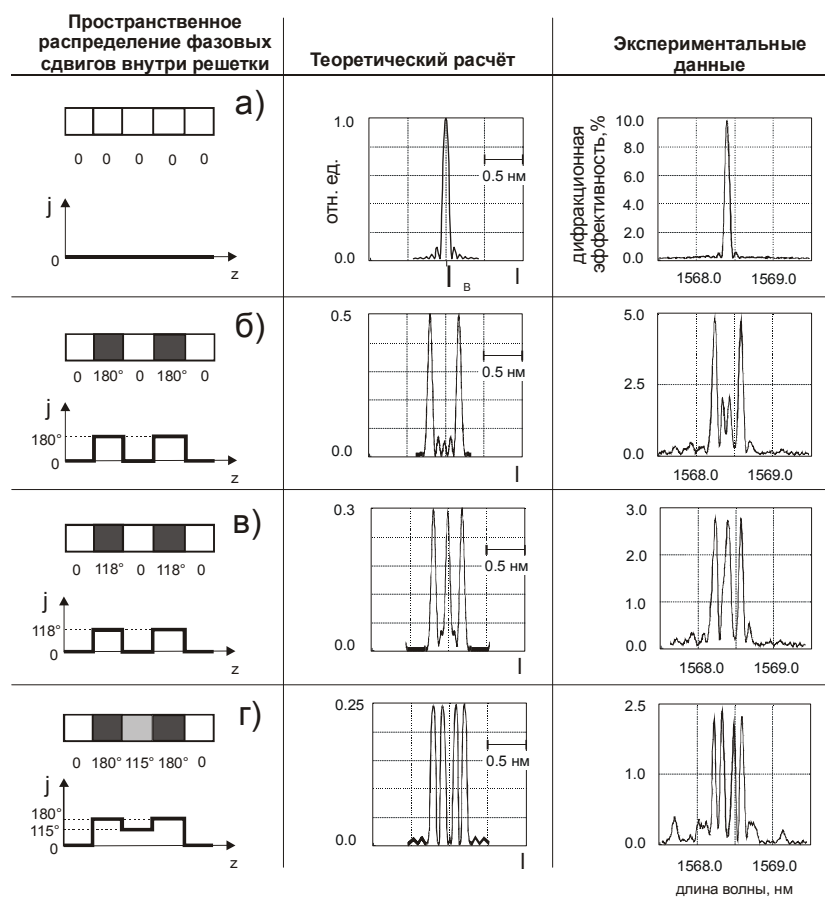 Пространственное
распределение фазовых
сдвигов внутри решетки
Теоретический расчёт
Экспериментальные
данные
а)
0 0 0 0 0
j
0
z
1.0
отн. ед.
0.0
0.5 нм
l в
l
дифракционная
эффективность,%
10.0
8.0
6.0
4.0
2.0
0.0
1568.0 1569.0
б)
0 180° 0 180° 0
j
180°
0
z
0.5
0.0
0.5 нм
l
5.0
2.5
0.0
1568.0 1569.0
в)
0 118° 0 118° 0
j
118°
0
z
0.3
0.0
0.5 нм
l
3.0
2.0
1.0
0.0
1568.0 1569.0
г)
0 180° 115° 180° 0
j
180°
115°
0
z
0.25
0.0
0.5 нм
l
2.5
1.0
0.0
1568.0 1569.0
длина волны, нм